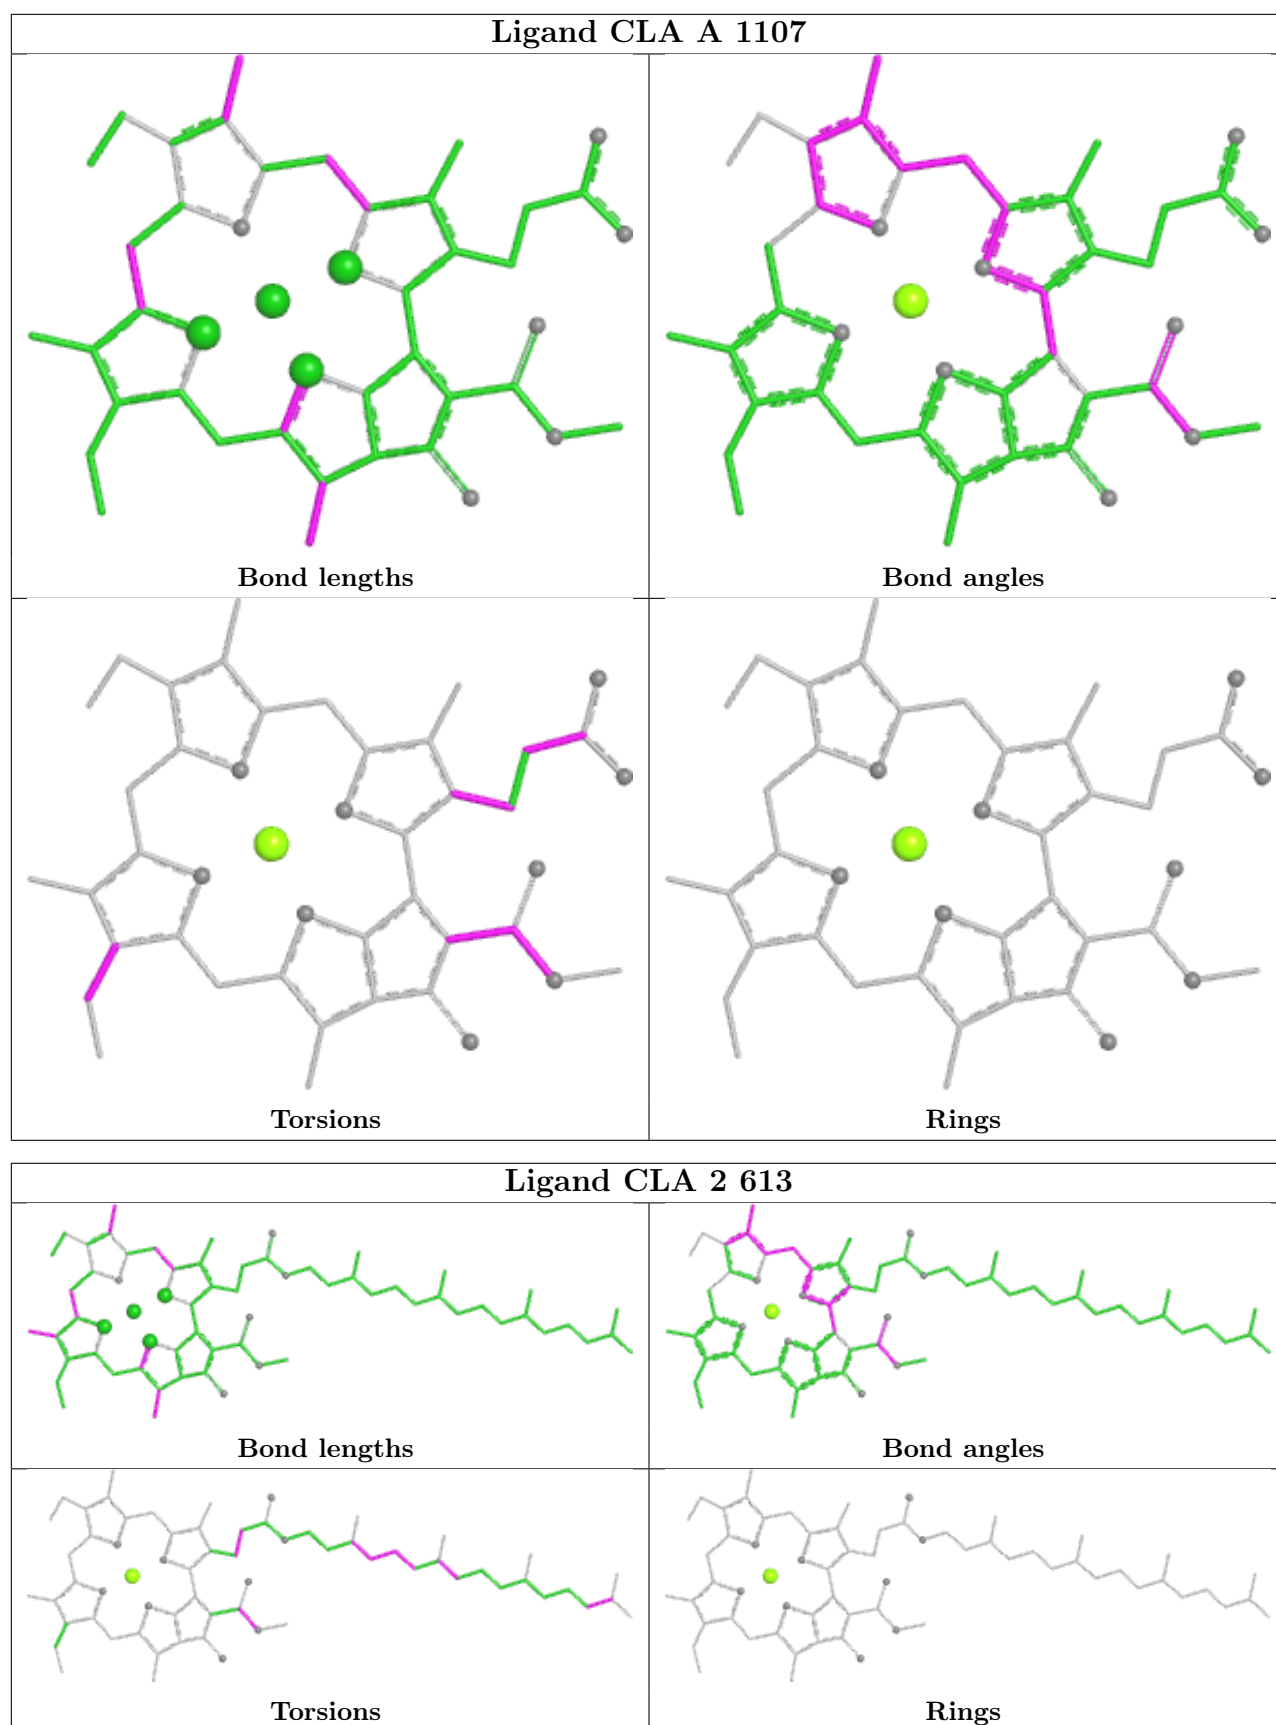 Ligand CLA A 1107
Bond lengths
Bond angles
Torsions
Rings
Ligand CLA 2 613
Bond lengths
Bond angles
Torsions
Rings